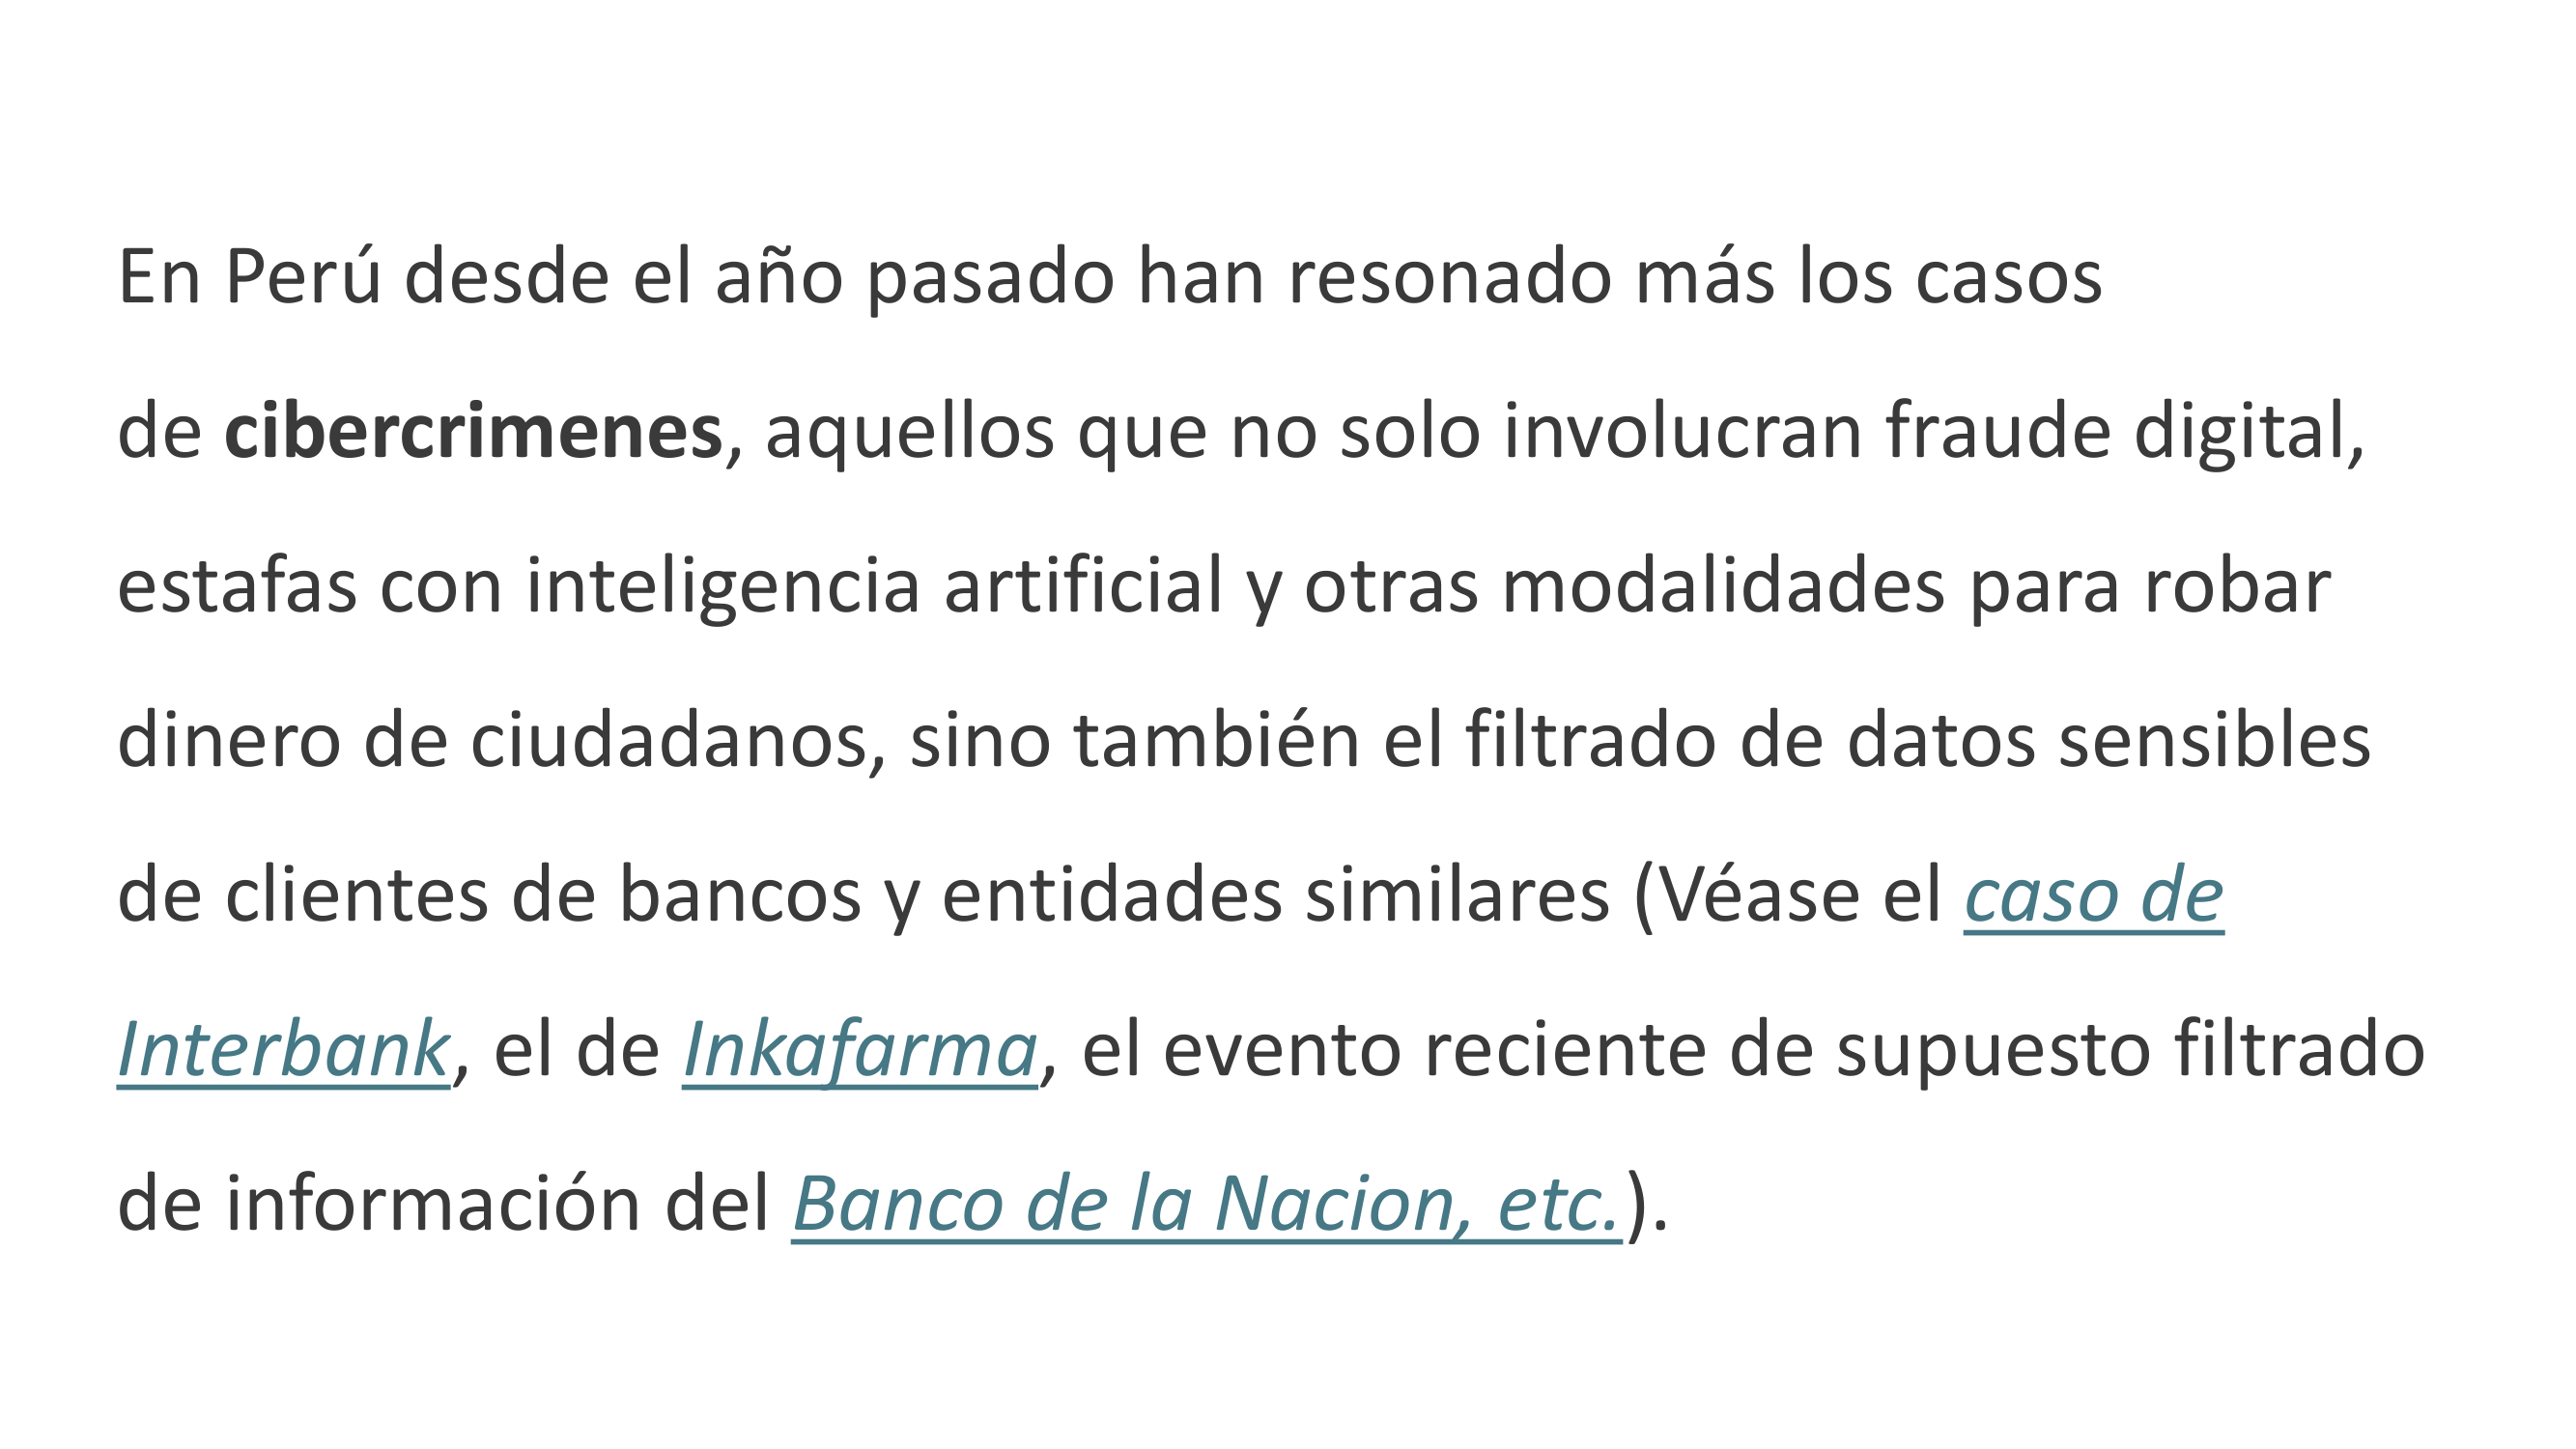 En Perú desde el año pasado han resonado más los casos
de cibercrimenes, aquellos que no solo involucran fraude digital,
estafas con inteligencia artificial y otras modalidades para robar
dinero de ciudadanos, sino también el filtrado de datos sensibles
de clientes de bancos y entidades similares (Véase el caso de
Interbank, el de Inkafarma, el evento reciente de supuesto filtrado
de información del Banco de la Nacion, etc.).